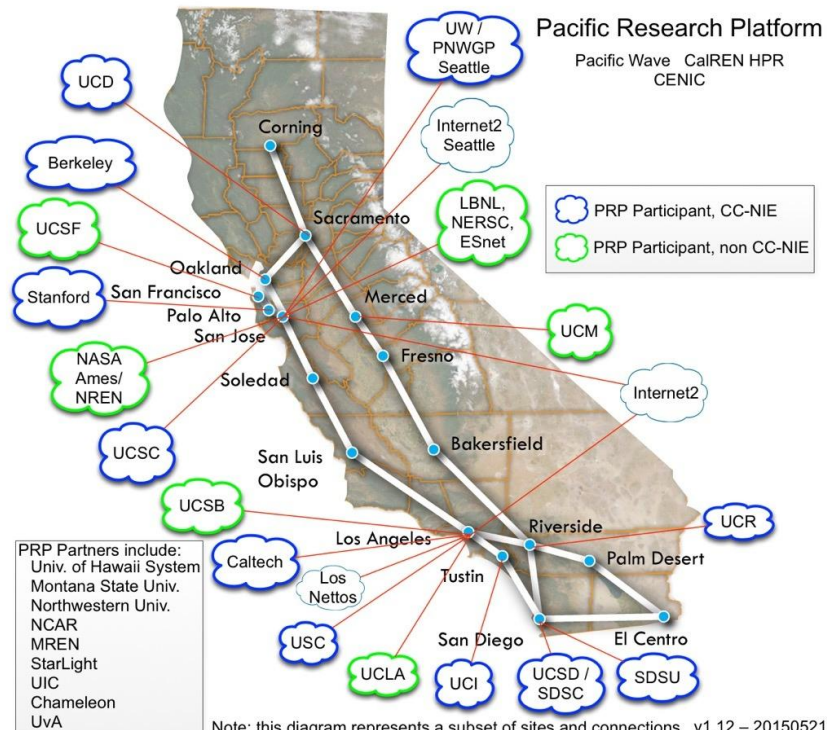 Pacific Research Platform
Pacific Wave CalREN HPR
CENIC
UW /
PNWGP
Seattle
UCD
Internet2
Seattle
Corning
Berkeley
LBNL,
NERSC,
ESnet
PRP Participant, CC-NIE
PRP Participant, non CC-NIE
UCSF
Sacramento
Oakland
Stanford
San Francisco
Palo Alto
San Jose
Merced
UCM
NASA
Ames/
NREN
Fresno
Soledad
Internet2
UCSC
San Luis
Obispo
Bakersfield
UCSB
Riverside
UCR
Los Angeles
Caltech
Palm Desert
Los
Nettos
Tustin
USC
San Diego
El Centro
UCLA
UCI
UCSD /
SDSC
SDSU
PRP Partners include:
Univ. of Hawaii System
Montana State Univ.
Northwestern Univ.
NCAR
MREN
StarLight
UIC
Chameleon
UvA
Note: this diagram represents a subset of sites and connections. v1.12 – 20150521